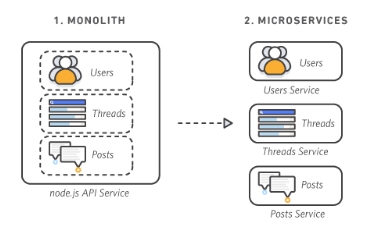 1. MONOLITH
Users
Threads
Posts
node.js API Service
2. MICROSERVICES
Users
Users Service
Threads
Threads Service
Posts
Posts Service